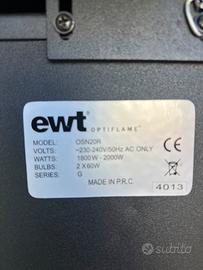 ewt
OPTIFLAME™
MODEL: OSN20R
VOLTS: ~230-240V/50Hz AC ONLY
WATTS: 1800W - 2000W
BULBS: 2 X 60W
SERIES: G
CE
MADE IN P.R.C.
4013
subito